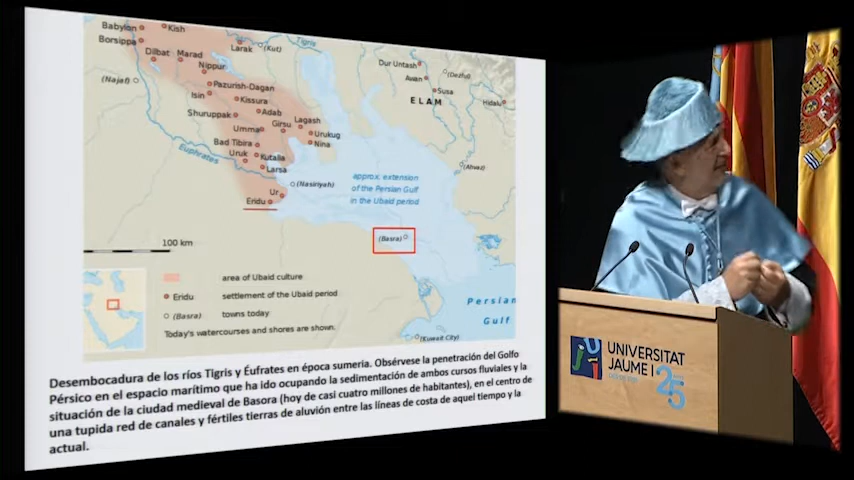 Babylon
Kish
Borsippa
Dilbat
Marad
Larak
(Kut)
Tigris
Nippur
(Najaf)
Pazurish-Dagan
Isin
Kissura
Shuruppak
Adab
Umma
Girsu
Lagash
Urukug
Bad Tibira
Nina
Uruk
Kutalla
Larsa
Euphrates
Ur
(Nasiriyah)
Eridu
Dur Untash
(Dezful)
Awan
Susa
ELAM
Hidalu
(Ahvaz)
approx. extension
of the Persian Gulf
in the Ubaid period
(Basra)
100 km
Persian
Gulf
(Kuwait City)
area of Ubaid culture
Eridu settlement of the Ubaid period
(Basra) towns today
Today's watercourses and shores are shown.
Desembocadura de los ríos Tigris y Éufrates en época sumeria. Obsérvese la penetración del Golfo
Pérsico en el espacio marítimo que ha ido ocupando la sedimentación de ambos cursos fluviales y la
situación de la ciudad medieval de Basora (hoy de casi cuatro millones de habitantes), en el centro de
una tupida red de canales y fértiles tierras de aluvión entre las líneas de costa de aquel tiempo y la
actual.
UNIVERSITAT
JAUME I
25